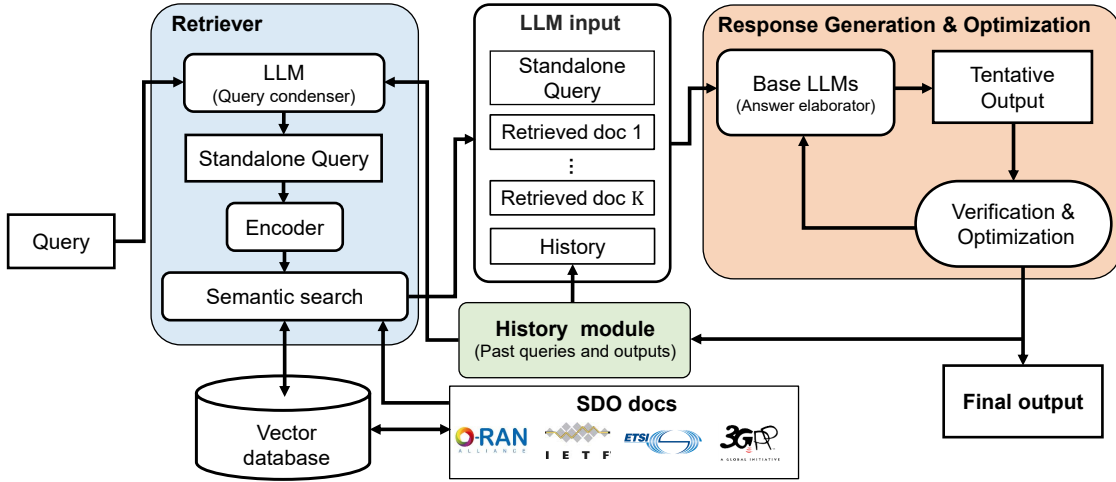 Retriever
LLM
(Query condenser)
Standalone Query
Encoder
Semantic search
Query
LLM input
Standalone
Query
Retrieved doc 1
⋮
Retrieved doc K
History
Response Generation & Optimization
Base LLMs
(Answer elaborator)
Tentative
Output
Verification &
Optimization
History module
(Past queries and outputs)
Final output
Vector
database
SDO docs
O-RAN
ALLIANCE
I E T F
ETSI
3GPP
A GLOBAL INITIATIVE